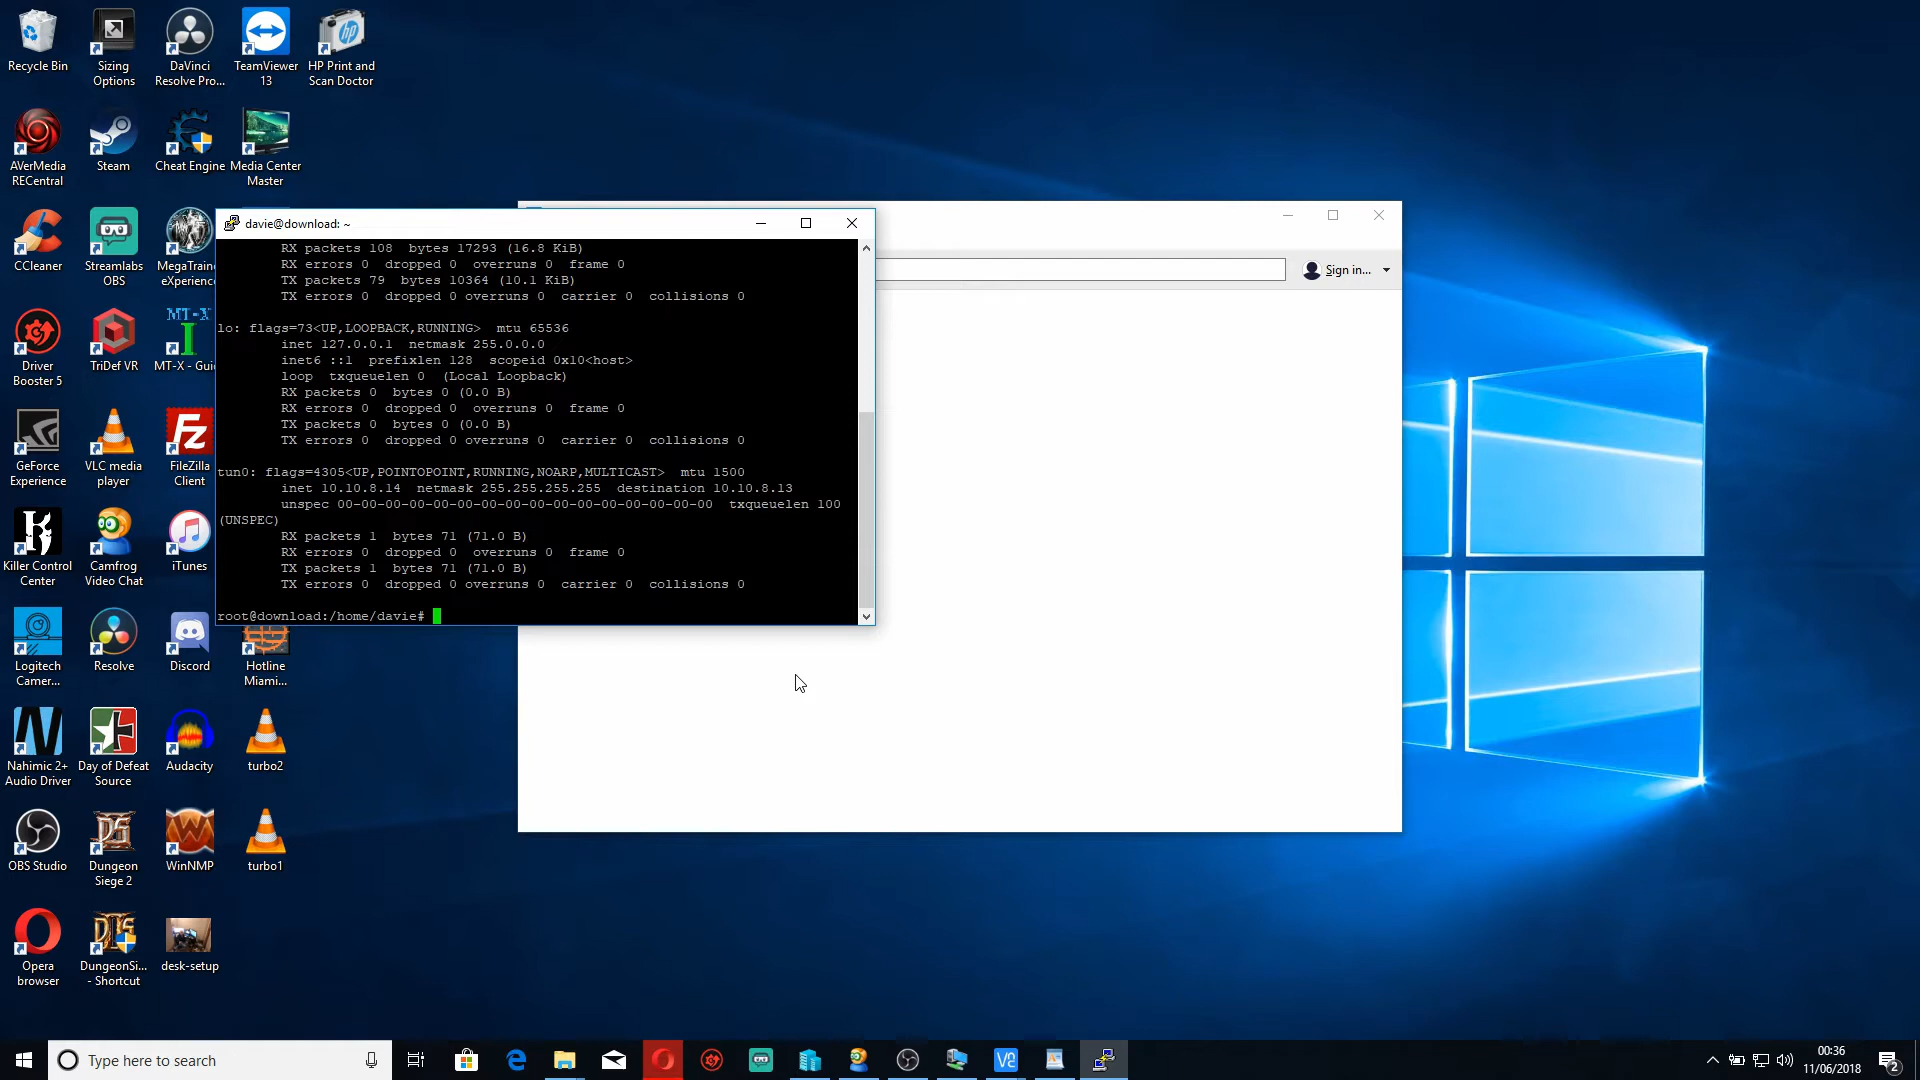 Recycle Bin
Sizing
Options
DaVinci
Resolve Pro...
TeamViewer
13
HP Print and
Scan Doctor
AVerMedia
RECentral
Steam
Cheat Engine
Media Center
Master
CCleaner
Streamlabs
OBS
MegaTraine
eXperience
Driver
Booster 5
TriDef VR
MT-X
MT-X - Gui
GeForce
Experience
VLC media
player
FileZilla
Client
Killer Control
Center
Camfrog
Video Chat
iTunes
Logitech
Camer...
Resolve
Discord
Hotline
Miami...
Nahimic 2+
Audio Driver
Day of Defeat
Source
Audacity
turbo2
OBS Studio
Dungeon
Siege 2
WinNMP
turbo1
Opera
browser
DungeonSi...
- Shortcut
desk-setup
davie@download: ~
RX packets 108  bytes 17293 (16.8 KiB)
RX errors 0  dropped 0  overruns 0  frame 0
TX packets 79  bytes 10364 (10.1 KiB)
TX errors 0  dropped 0 overruns 0  carrier 0  collisions 0
lo: flags=73<UP,LOOPBACK,RUNNING>  mtu 65536
inet 127.0.0.1  netmask 255.0.0.0
inet6 ::1  prefixlen 128  scopeid 0x10<host>
loop  txqueuelen 0  (Local Loopback)
RX packets 0  bytes 0 (0.0 B)
RX errors 0  dropped 0  overruns 0  frame 0
TX packets 0  bytes 0 (0.0 B)
TX errors 0  dropped 0 overruns 0  carrier 0  collisions 0
tun0: flags=4305<UP,POINTOPOINT,RUNNING,NOARP,MULTICAST>  mtu 1500
inet 10.10.8.14  netmask 255.255.255.255  destination 10.10.8.13
unspec 00-00-00-00-00-00-00-00-00-00-00-00-00-00-00-00  txqueuelen 100
(UNSPEC)
RX packets 1  bytes 71 (71.0 B)
RX errors 0  dropped 0  overruns 0  frame 0
TX packets 1  bytes 71 (71.0 B)
TX errors 0  dropped 0 overruns 0  carrier 0  collisions 0
root@download:/home/davie#
Sign in...
Type here to search
00:36
11/06/2018
2